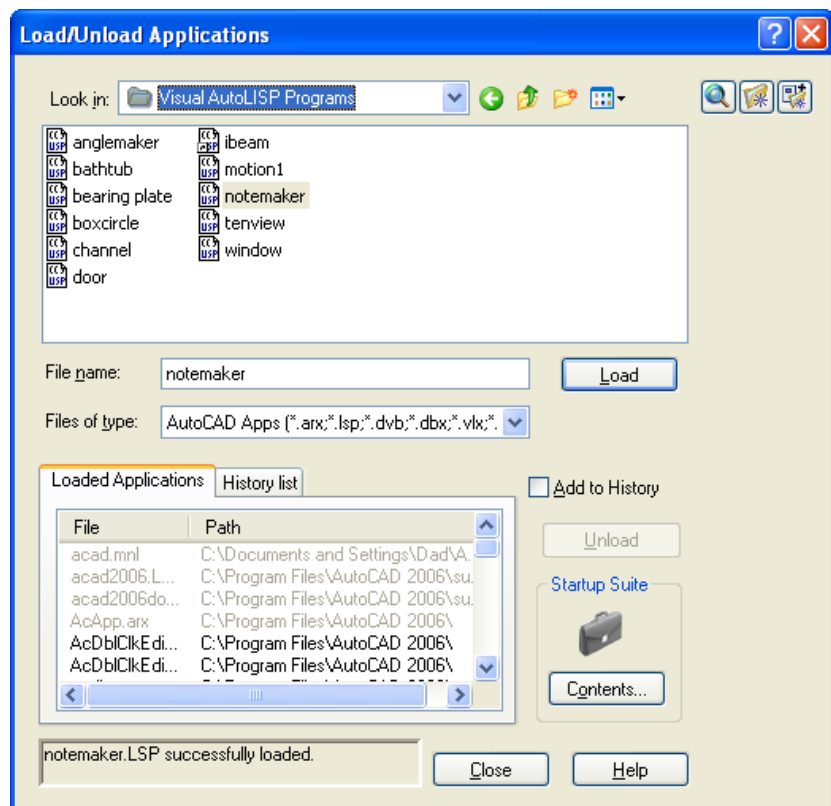 Load/Unload Applications
Look in: Visual AutoLISP Programs
anglemaker
bathtub
bearing plate
boxcircle
channel
door
ibeam
motion1
notemaker
tenview
window
File name: notemaker Load
Files of type: AutoCAD Apps (*.arx;*.lsp;*.dvb;*.dbx;*.vlx;*.
Loaded Applications History list
Add to History
File Path
acad.mnl C:\Documents and Settings\Dad\A.
acad2006.L... C:\Program Files\AutoCAD 2006\su.
acad2006do... C:\Program Files\AutoCAD 2006\su.
AcApp.arx C:\Program Files\AutoCAD 2006\
AcDblClkEdi... C:\Program Files\AutoCAD 2006\
AcDblClkEdi... C:\Program Files\AutoCAD 2006\
Unload
Startup Suite
Contents...
notemaker.LSP successfully loaded.
Close Help